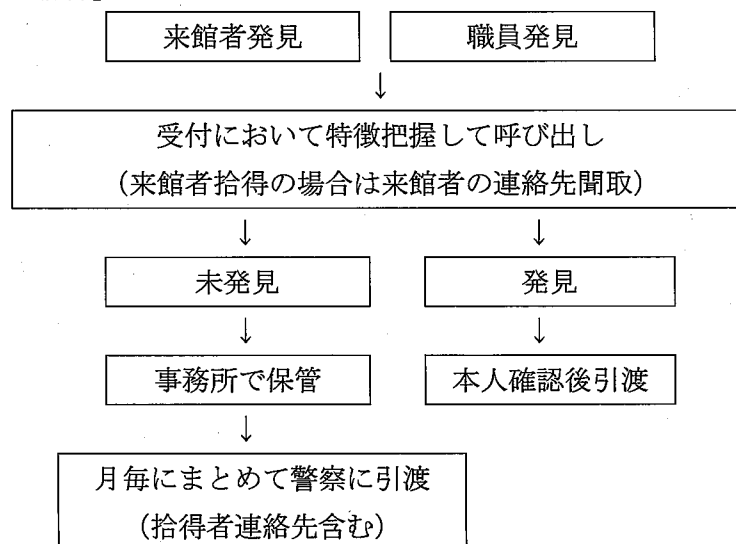 来館者発見
職員発見
↓
受付において特徴把握して呼び出し
(来館者拾得の場合は来館者の連絡先聞取)
↓ ↓
未発見
発見
↓ ↓
事務所で保管
本人確認後引渡
↓
月毎にまとめて警察に引渡
(拾得者連絡先含む)